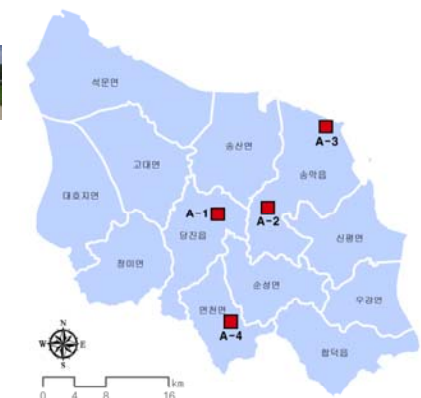 석문면
송산면
A-3
고대면
송악읍
대호지면
A-1
A-2
당진읍
신평면
정미면
순성면
면천면
우강면
A-4
합덕읍
N
W E
S
km
0 4 8 16